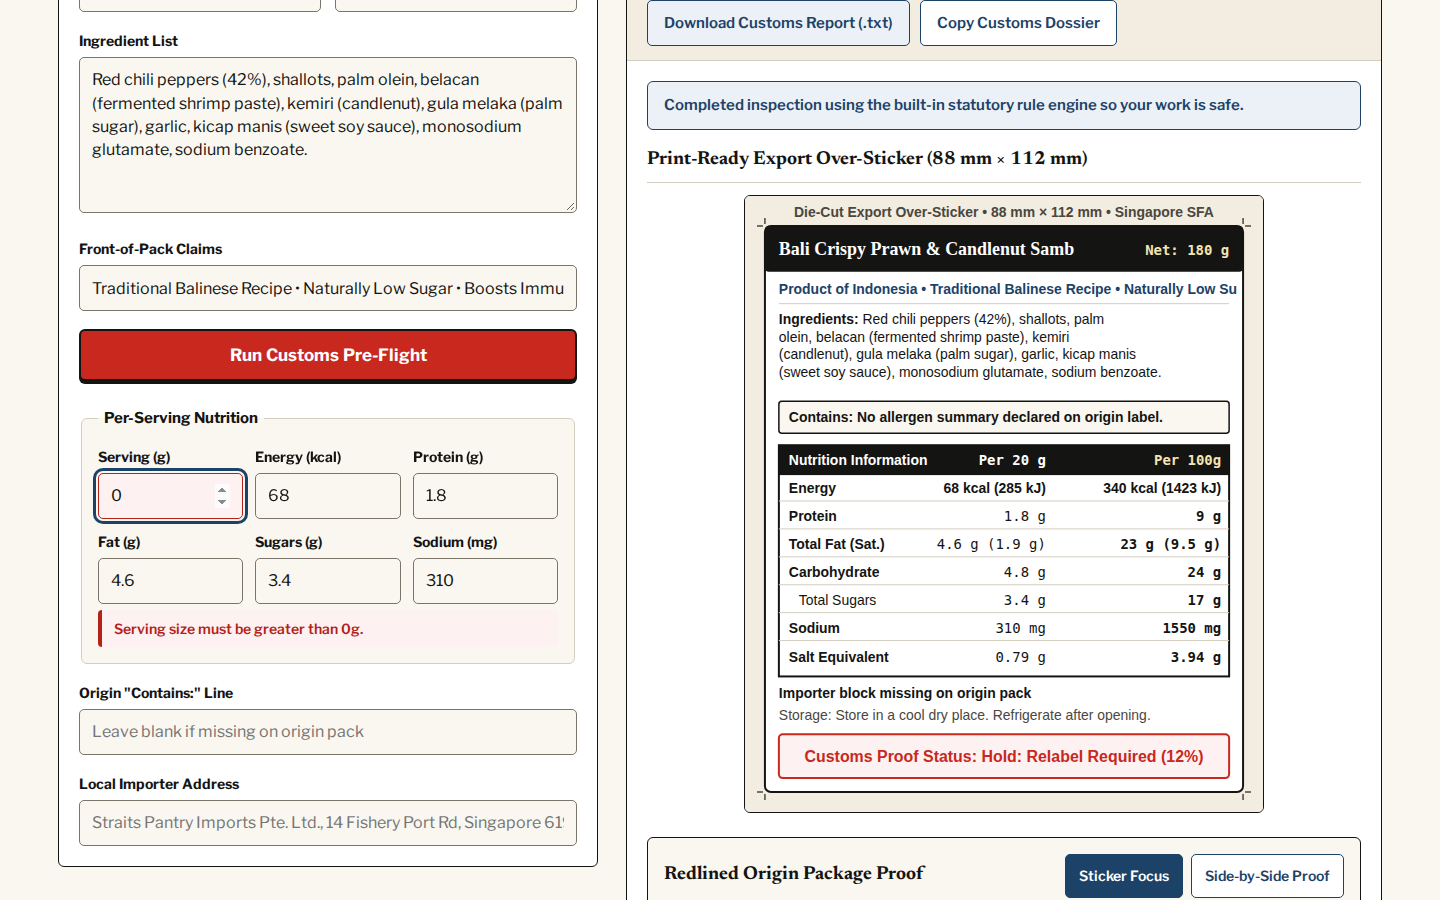 Ingredient List
Red chili peppers (42%), shallots, palm olein, belacan
(fermented shrimp paste), kemiri (candlenut), gula melaka (palm
sugar), garlic, kicap manis (sweet soy sauce), monosodium
glutamate, sodium benzoate.
Front-of-Pack Claims
Traditional Balinese Recipe • Naturally Low Sugar • Boosts Immu
Run Customs Pre-Flight
Per-Serving Nutrition
Serving (g) Energy (kcal) Protein (g)
0 68 1.8
Fat (g) Sugars (g) Sodium (mg)
4.6 3.4 310
Serving size must be greater than 0g.
Origin "Contains:" Line
Leave blank if missing on origin pack
Local Importer Address
Straits Pantry Imports Pte. Ltd., 14 Fishery Port Rd, Singapore 61
Download Customs Report (.txt) Copy Customs Dossier
Completed inspection using the built-in statutory rule engine so your work is safe.
Print-Ready Export Over-Sticker (88 mm × 112 mm)
Die-Cut Export Over-Sticker • 88 mm × 112 mm • Singapore SFA
Bali Crispy Prawn & Candlenut Samb Net: 180 g
Product of Indonesia • Traditional Balinese Recipe • Naturally Low Su
Ingredients: Red chili peppers (42%), shallots, palm
olein, belacan (fermented shrimp paste), kemiri
(candlenut), gula melaka (palm sugar), garlic, kicap manis
(sweet soy sauce), monosodium glutamate, sodium benzoate.
Contains: No allergen summary declared on origin label.
Nutrition Information Per 20 g Per 100g
Energy 68 kcal (285 kJ) 340 kcal (1423 kJ)
Protein 1.8 g 9 g
Total Fat (Sat.) 4.6 g (1.9 g) 23 g (9.5 g)
Carbohydrate 4.8 g 24 g
Total Sugars 3.4 g 17 g
Sodium 310 mg 1550 mg
Salt Equivalent 0.79 g 3.94 g
Importer block missing on origin pack
Storage: Store in a cool dry place. Refrigerate after opening.
Customs Proof Status: Hold: Relabel Required (12%)
Redlined Origin Package Proof Sticker Focus Side-by-Side Proof